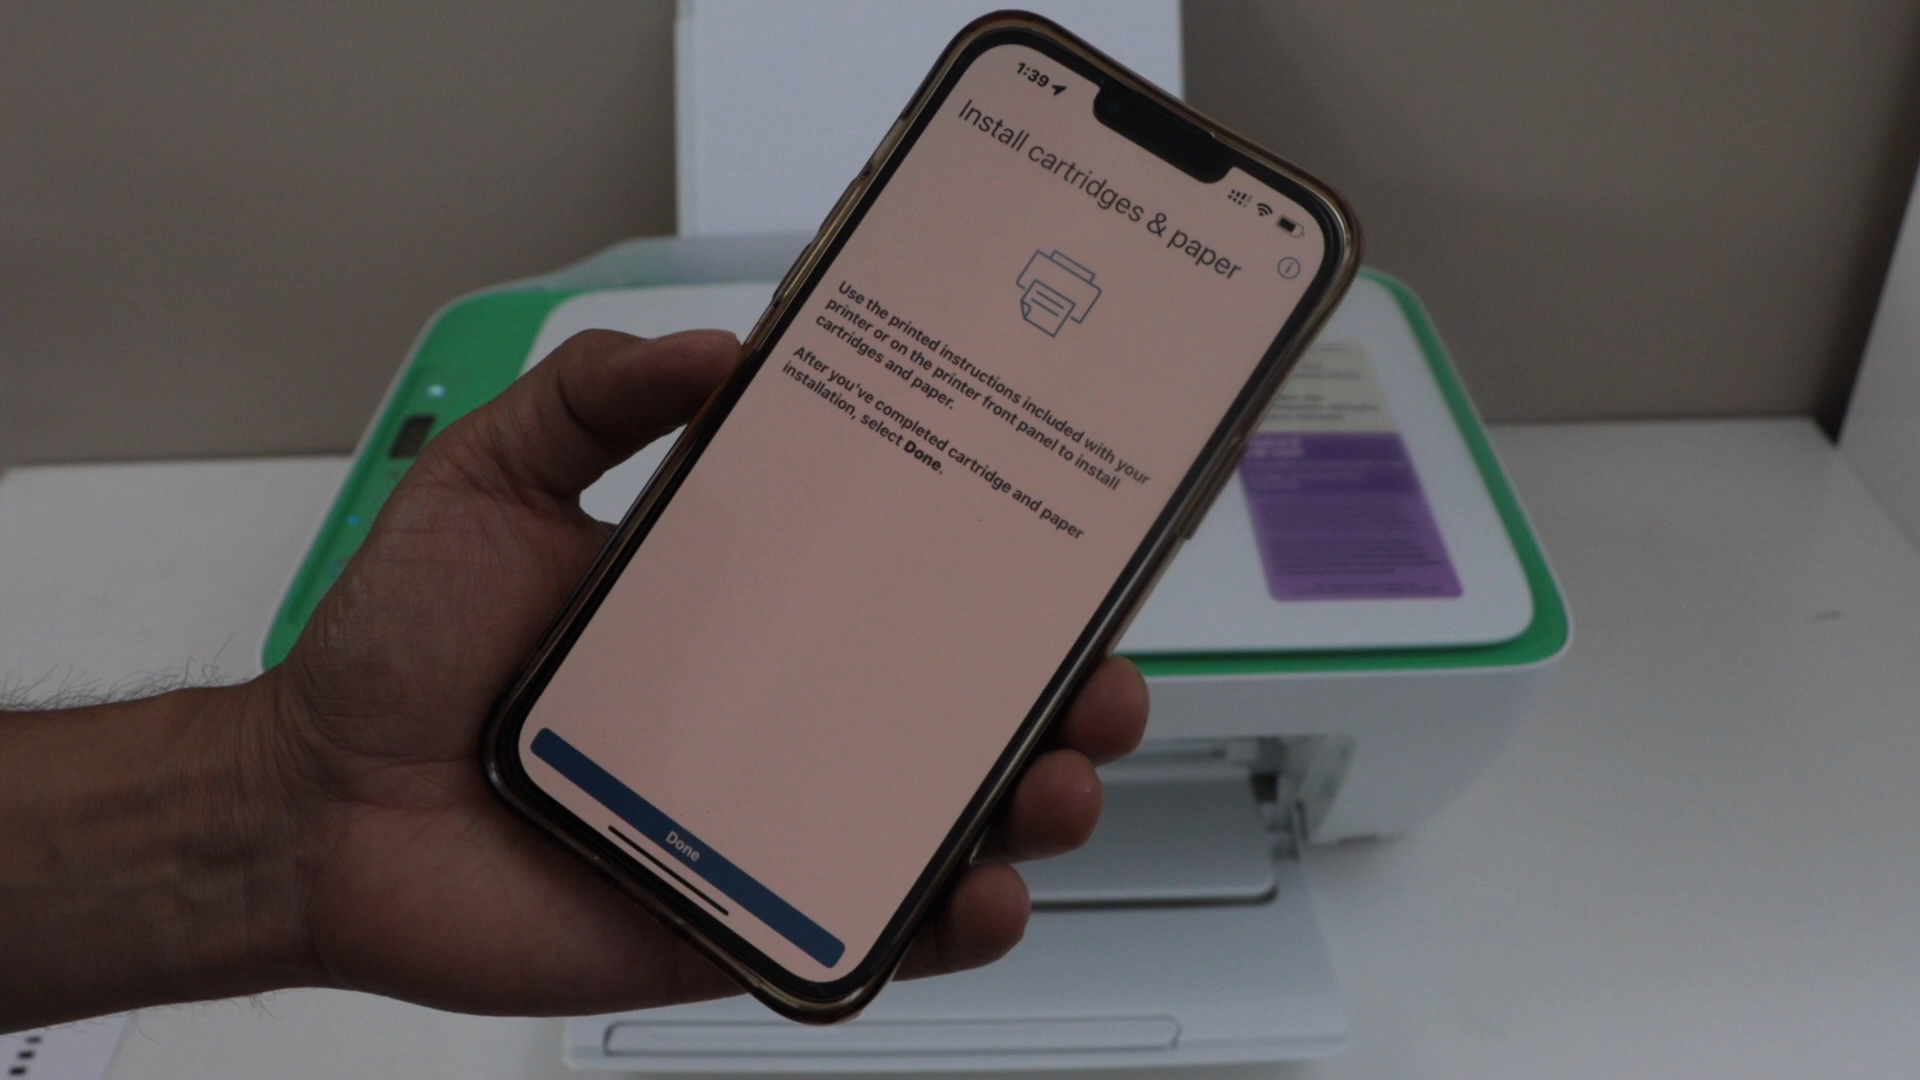 1:39
Install cartridges & paper
Use the printed instructions included with your
printer or on the printer front panel to install
cartridges and paper.
After you've completed cartridge and paper
installation, select Done.
Done